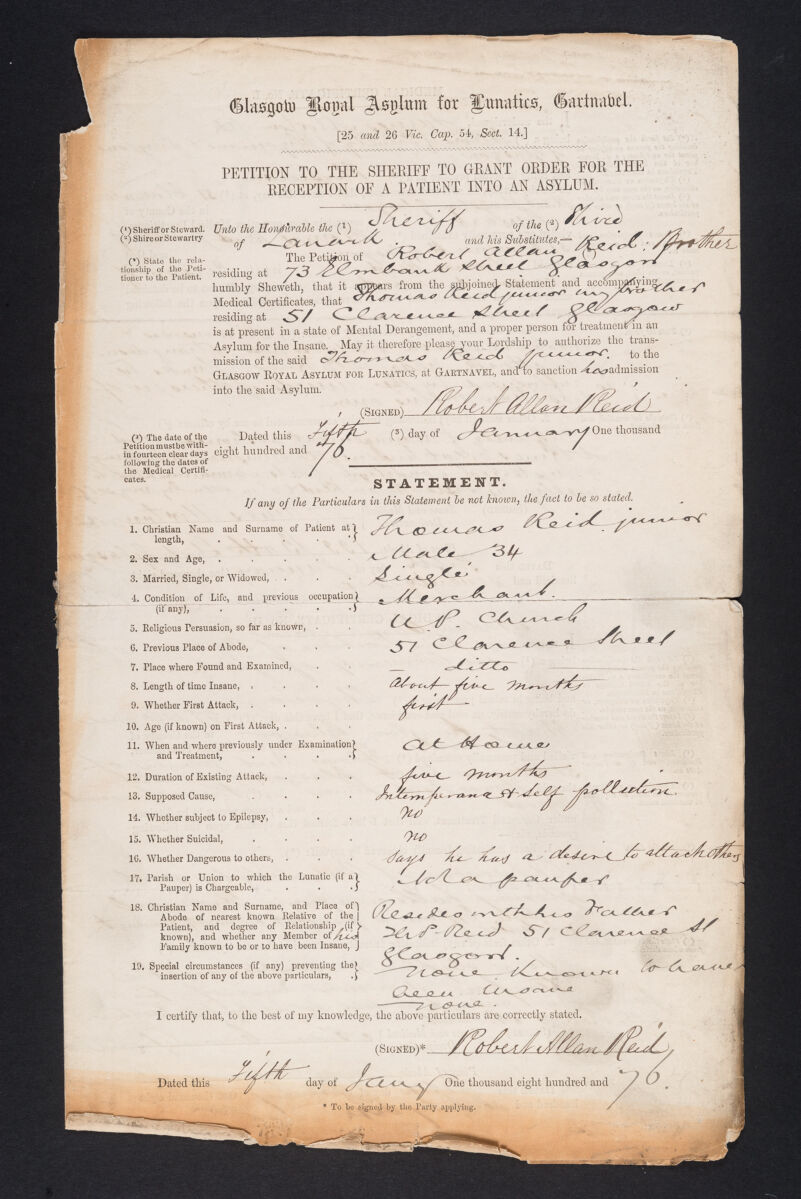 Glasgow Royal Asylum for Lunatics, Gartnavel.
[25 and 26 Vic. Cap. 54, Sect. 14.]
PETITION TO THE SHERIFF TO GRANT ORDER FOR THE
RECEPTION OF A PATIENT INTO AN ASYLUM.
(¹) Sheriff or Steward.
(²) Shire or Stewartry
(⁴) State the rela-
tionship of the Peti-
tioner to the Patient.
Unto the Honourable the (1) Sheriff of the (2) Shire
of Lanark and his Substitutes,—
The Petition of Robert Allan Reid, Brother
residing at 73 Elmbank Street Glasgow
humbly Sheweth, that it appears from the subjoined Statement and accompanying
Medical Certificates, that Thomas Reid junior my brother
residing at 51 Clarence Street Glasgow
is at present in a state of Mental Derangement, and a proper person for treatment in an
Asylum for the Insane. May it therefore please your Lordship to authorize the trans-
mission of the said Thomas Reid junior. to the
GLASGOW ROYAL ASYLUM FOR LUNATICS, at GARTNAVEL, and to sanction his admission
into the said Asylum.
(SIGNED) Robert Allan Reid
(³) The date of the
Petition must be with-
in fourteen clear days
following the dates of
the Medical Certifi-
cates.
Dated this Fifth (³) day of January One thousand
eight hundred and 76.
STATEMENT.
If any of the Particulars in this Statement be not known, the fact to be so stated.
1. Christian Name and Surname of Patient at length, Thomas Reid junior
2. Sex and Age, Male 34
3. Married, Single, or Widowed, Single
4. Condition of Life, and previous occupation (if any), Merchant.
5. Religious Persuasion, so far as known, U.P. Church
6. Previous Place of Abode, 51 Clarence Street
7. Place where Found and Examined, — ditto —
8. Length of time Insane, About five months
9. Whether First Attack, first
10. Age (if known) on First Attack,
11. When and where previously under Examination and Treatment, at Home
12. Duration of Existing Attack, five months
13. Supposed Cause, Intemperance & Self pollution
14. Whether subject to Epilepsy, no
15. Whether Suicidal, no
16. Whether Dangerous to others, Says he has a desire to attack others
17. Parish or Union to which the Lunatic (if a Pauper) is Chargeable, Not a pauper
18. Christian Name and Surname, and Place of
Abode of nearest known Relative of the
Patient, and degree of Relationship (if
known), and whether any Member of his
Family known to be or to have been Insane,
Resides with his Father
Reid 51 Clarence St
Glasgow.
None Known to have
been Insane
19. Special circumstances (if any) preventing the
insertion of any of the above particulars,
none.
I certify that, to the best of my knowledge, the above particulars are correctly stated.
(SIGNED)* Robert Allan Reid
Dated this Fifth day of Jany One thousand eight hundred and 76.
* To be signed by the Party applying.